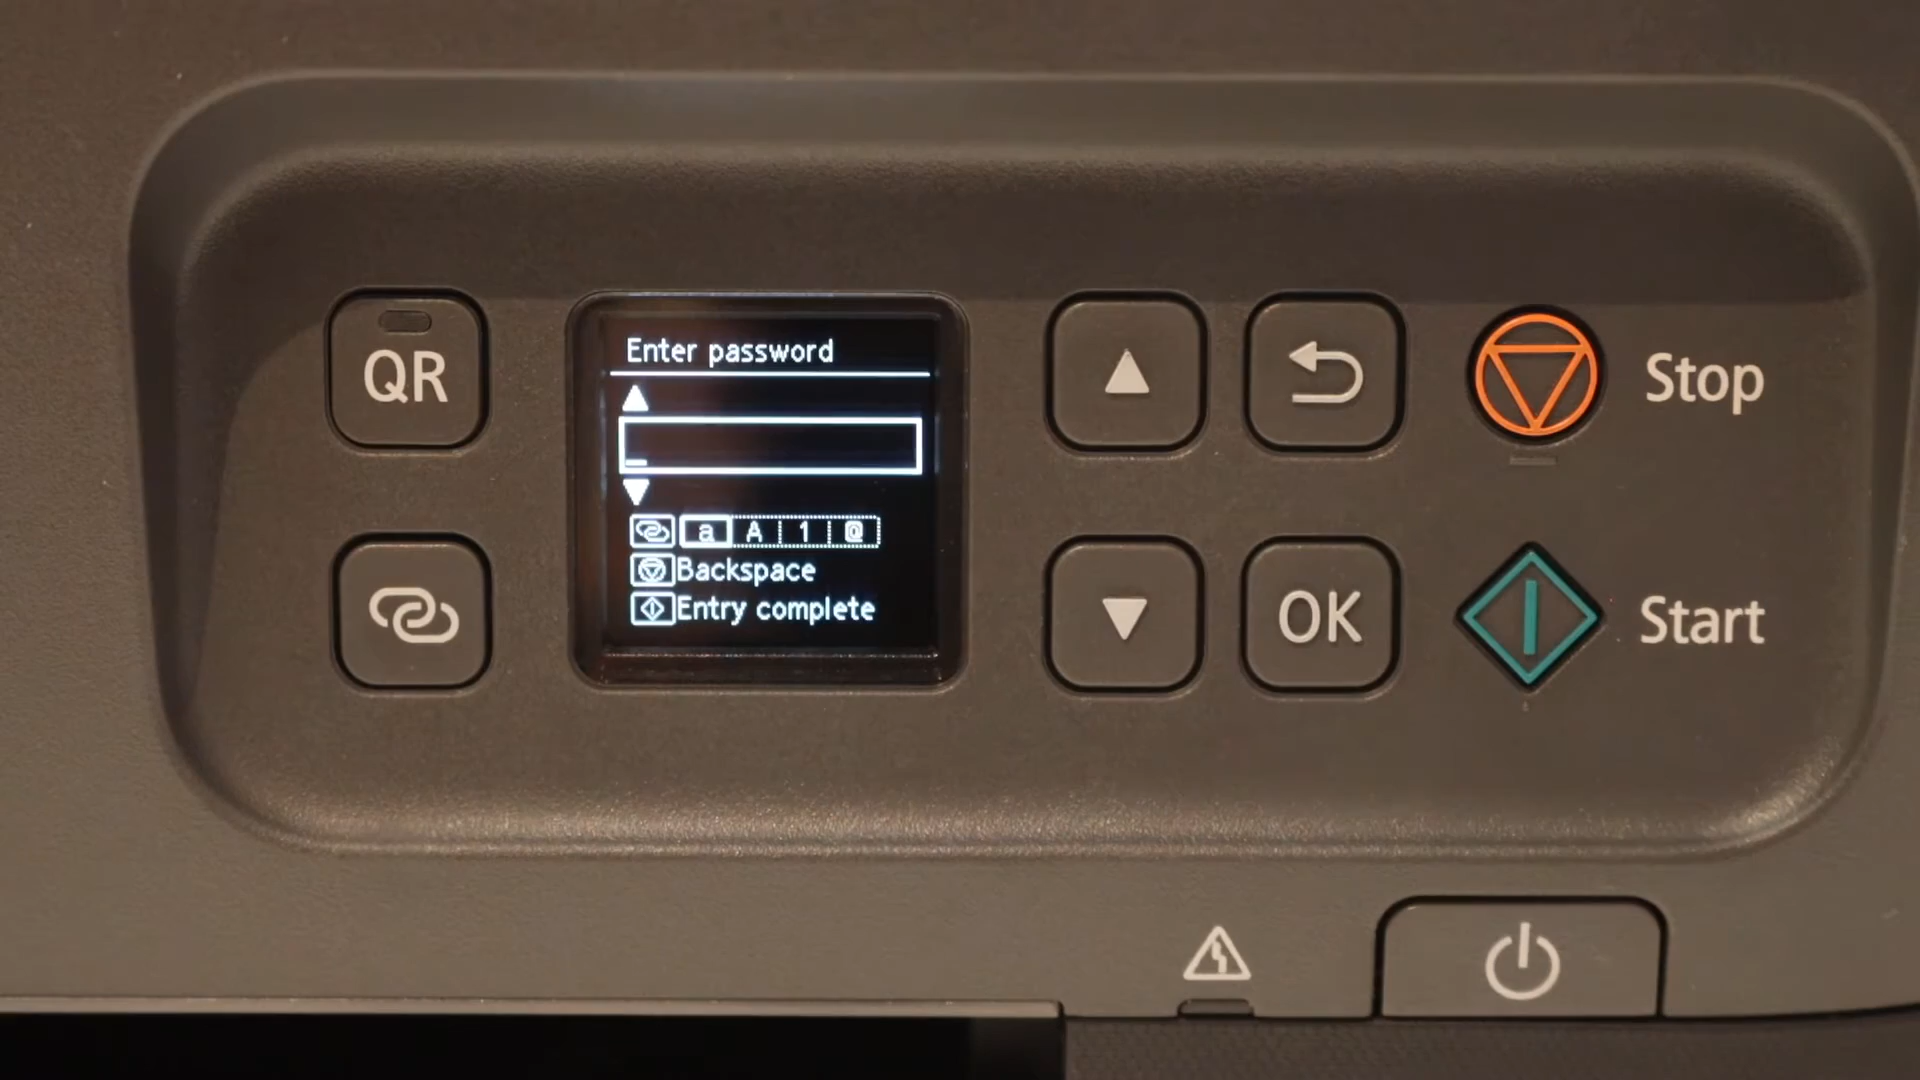 QR
Enter password
a A 1 @
Backspace
Entry complete
OK
Stop
Start